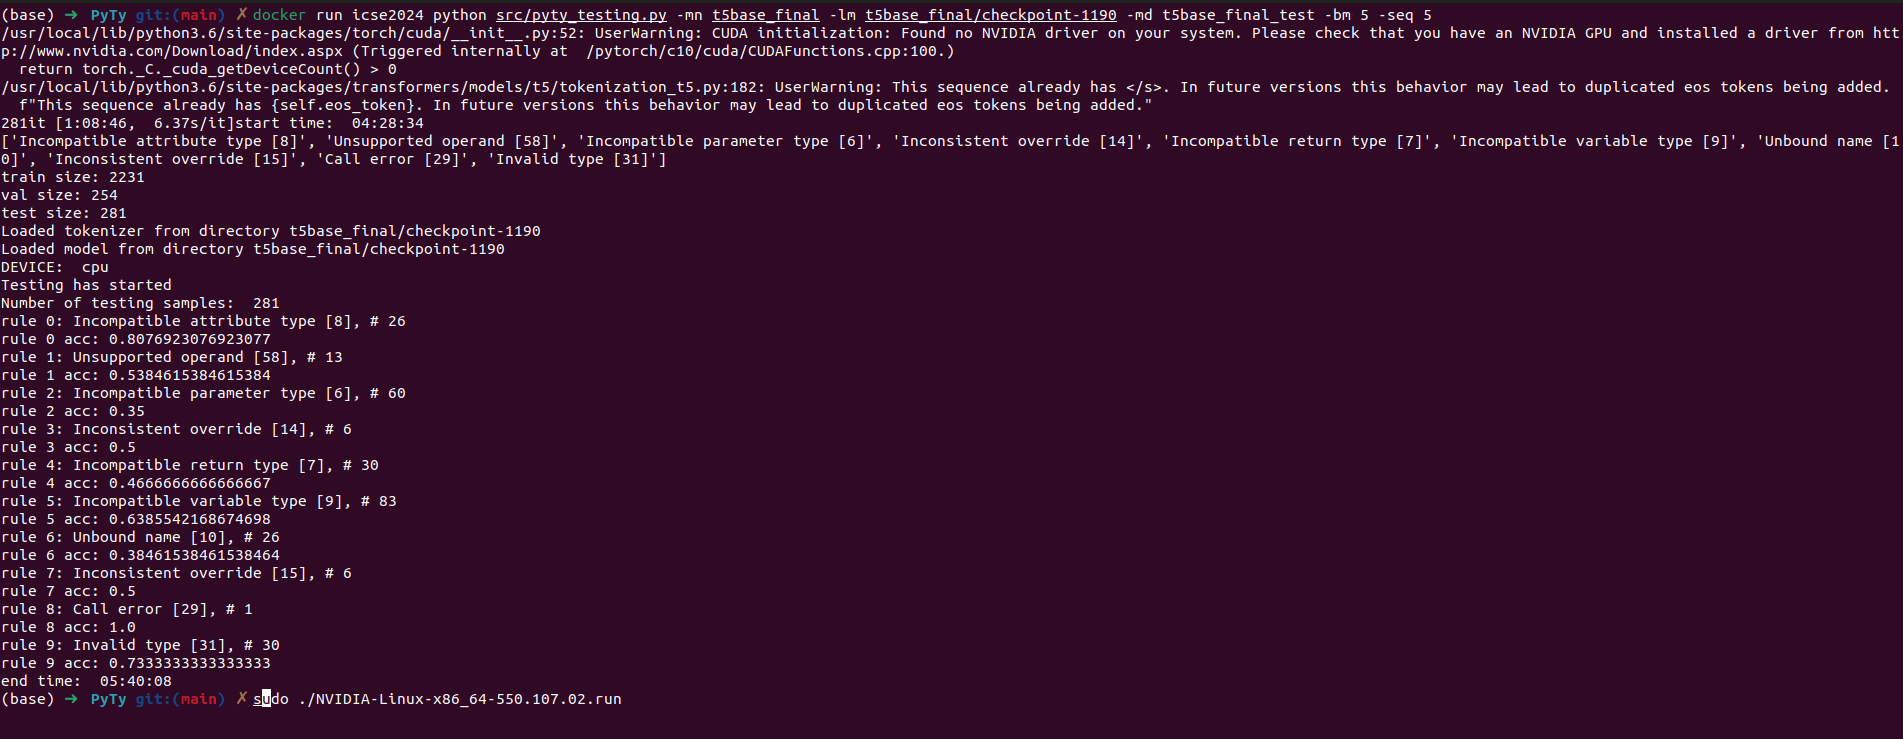 (base) ➜ PyTy git:(main) ✗ docker run icse2024 python src/pyty_testing.py -mn t5base_final -lm t5base_final/checkpoint-1190 -md t5base_final_test -bm 5 -seq 5
/usr/local/lib/python3.6/site-packages/torch/cuda/__init__.py:52: UserWarning: CUDA initialization: Found no NVIDIA driver on your system. Please check that you have an NVIDIA GPU and installed a driver from htt
p://www.nvidia.com/Download/index.aspx (Triggered internally at  /pytorch/c10/cuda/CUDAFunctions.cpp:100.)
  return torch._C._cuda_getDeviceCount() > 0
/usr/local/lib/python3.6/site-packages/transformers/models/t5/tokenization_t5.py:182: UserWarning: This sequence already has </s>. In future versions this behavior may lead to duplicated eos tokens being added.
  f"This sequence already has {self.eos_token}. In future versions this behavior may lead to duplicated eos tokens being added."
281it [1:08:46,  6.37s/it]start time:  04:28:34
['Incompatible attribute type [8]', 'Unsupported operand [58]', 'Incompatible parameter type [6]', 'Inconsistent override [14]', 'Incompatible return type [7]', 'Incompatible variable type [9]', 'Unbound name [1
0]', 'Inconsistent override [15]', 'Call error [29]', 'Invalid type [31]']
train size: 2231
val size: 254
test size: 281
Loaded tokenizer from directory t5base_final/checkpoint-1190
Loaded model from directory t5base_final/checkpoint-1190
DEVICE:  cpu
Testing has started
Number of testing samples:  281
rule 0: Incompatible attribute type [8], # 26
rule 0 acc: 0.8076923076923077
rule 1: Unsupported operand [58], # 13
rule 1 acc: 0.5384615384615384
rule 2: Incompatible parameter type [6], # 60
rule 2 acc: 0.35
rule 3: Inconsistent override [14], # 6
rule 3 acc: 0.5
rule 4: Incompatible return type [7], # 30
rule 4 acc: 0.4666666666666667
rule 5: Incompatible variable type [9], # 83
rule 5 acc: 0.6385542168674698
rule 6: Unbound name [10], # 26
rule 6 acc: 0.38461538461538464
rule 7: Inconsistent override [15], # 6
rule 7 acc: 0.5
rule 8: Call error [29], # 1
rule 8 acc: 1.0
rule 9: Invalid type [31], # 30
rule 9 acc: 0.7333333333333333
end time:  05:40:08
(base) ➜ PyTy git:(main) ✗ sudo ./NVIDIA-Linux-x86_64-550.107.02.run